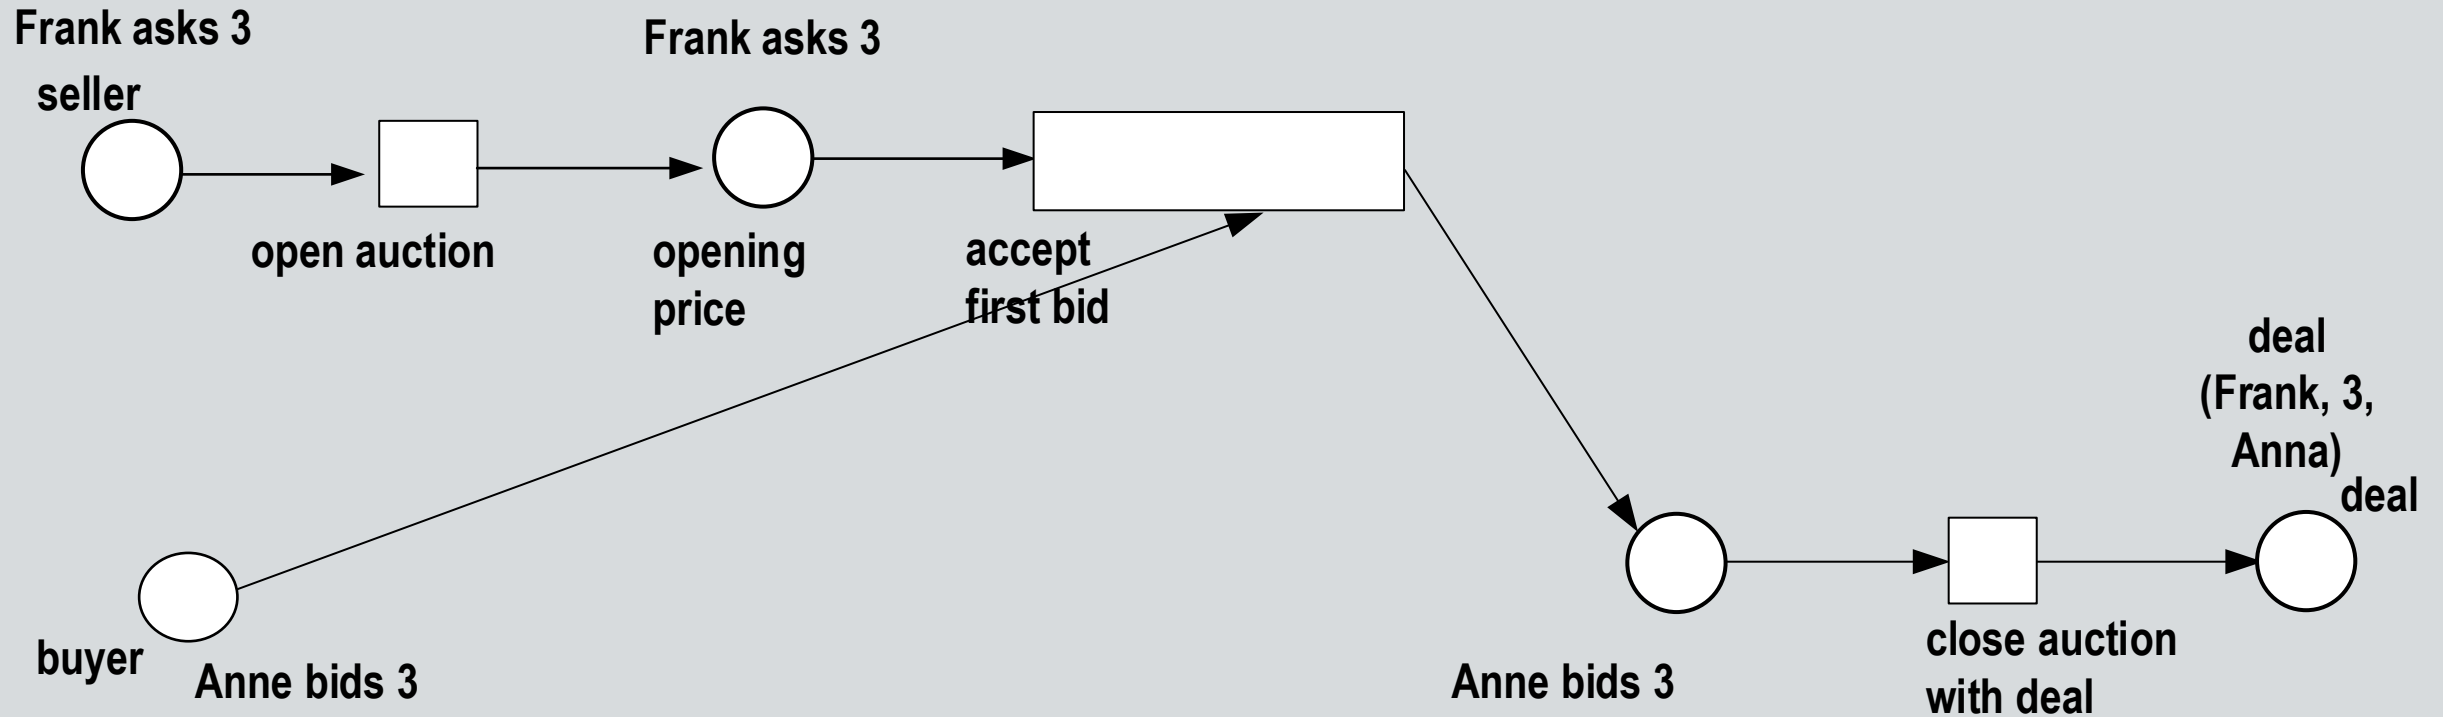 Frank asks 3
seller
Frank asks 3
open auction
opening
price
accept
first bid
deal
(Frank, 3,
Anna)
deal
buyer
Anne bids 3
Anne bids 3
close auction
with deal